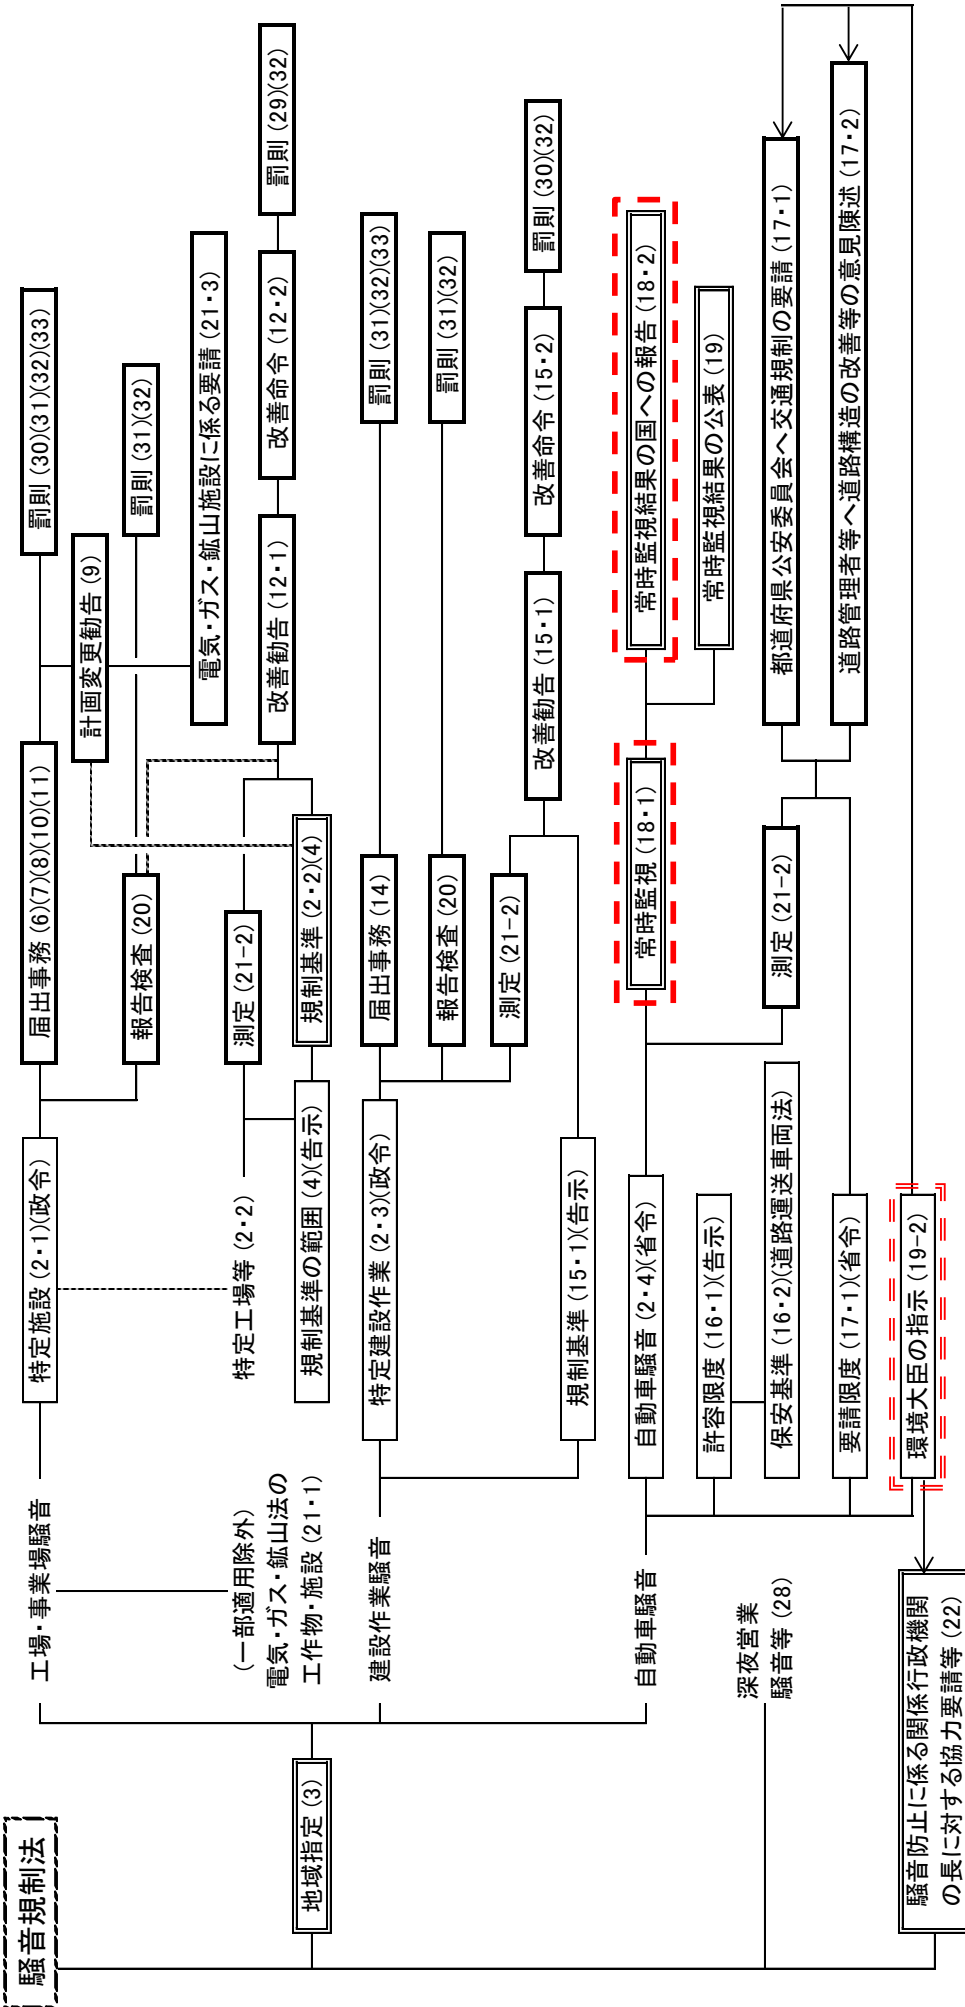 騒音規制法
地域指定 (3)
工場・事業場騒音
特定施設 (2・1)(政令)
届出事務 (6)(7)(8)(10)(11)
罰則 (30)(31)(32)(33)
計画変更勧告 (9)
報告検査 (20)
罰則 (31)(32)
電気・ガス・鉱山施設に係る要請 (21・3)
(一部適用除外)
電気・ガス・鉱山法の
工作物・施設 (21・1)
特定工場等 (2・2)
測定 (21-2)
規制基準の範囲 (4)(告示)
規制基準 (2・2)(4)
改善勧告 (12・1)
改善命令 (12・2)
罰則 (29)(32)
建設作業騒音
特定建設作業 (2・3)(政令)
届出事務 (14)
罰則 (31)(32)(33)
報告検査 (20)
罰則 (31)(32)
測定 (21-2)
規制基準 (15・1)(告示)
改善勧告 (15・1)
改善命令 (15・2)
罰則 (30)(32)
自動車騒音
自動車騒音 (2・4)(省令)
常時監視 (18・1)
常時監視結果の国への報告 (18・2)
常時監視結果の公表 (19)
許容限度 (16・1)(告示)
保安基準 (16・2)(道路運送車両法)
測定 (21-2)
都道府県公安委員会へ交通規制の要請 (17・1)
要請限度 (17・1)(省令)
道路管理者等へ道路構造の改善等の意見陳述 (17・2)
環境大臣の指示 (19-2)
深夜営業
騒音等 (28)
騒音防止に係る関係行政機関
の長に対する協力要請等 (22)